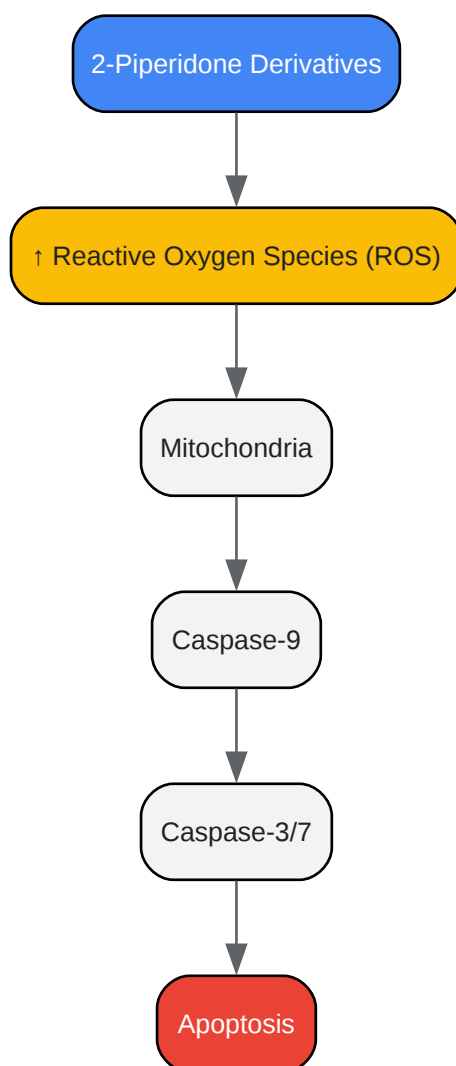 2-Piperidone Derivatives
↑ Reactive Oxygen Species (ROS)
Mitochondria
Caspase-9
Caspase-3/7
Apoptosis